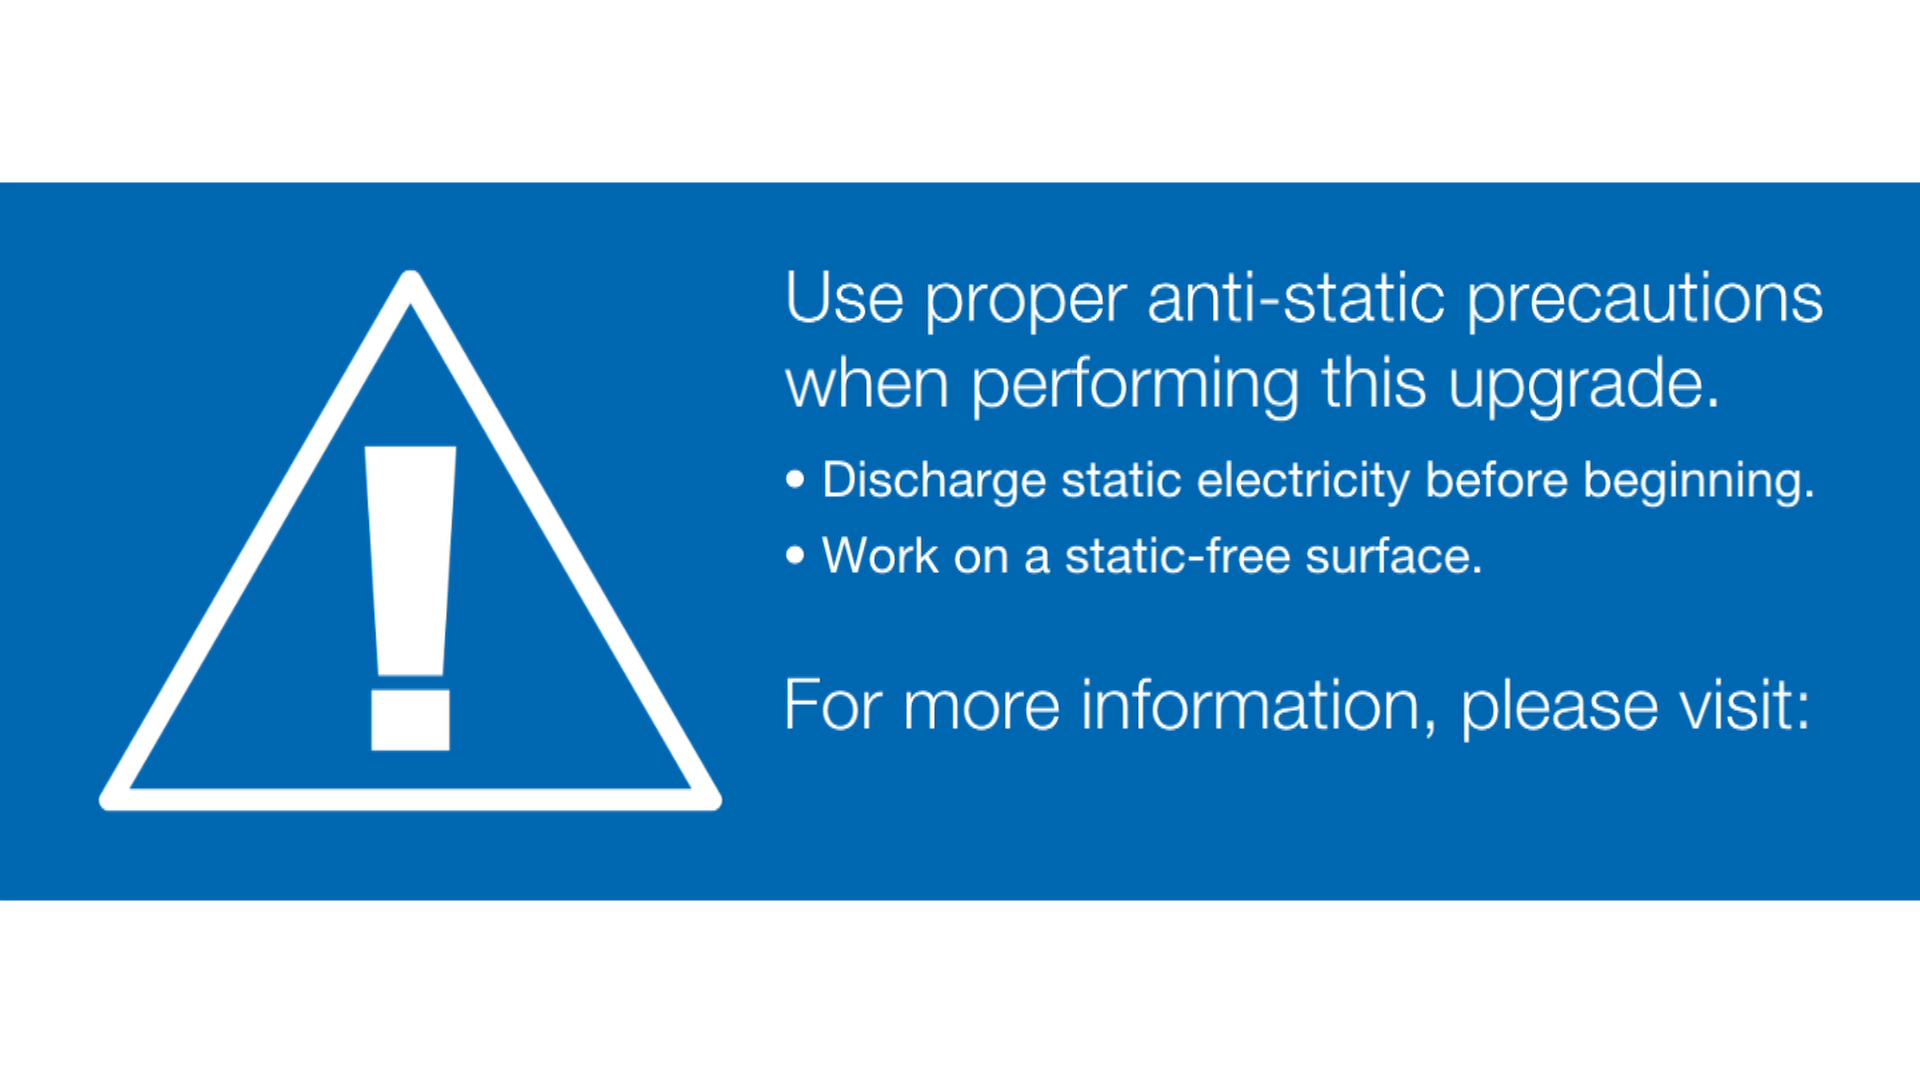 Use proper anti-static precautions
when performing this upgrade.
• Discharge static electricity before beginning.
• Work on a static-free surface.
For more information, please visit: